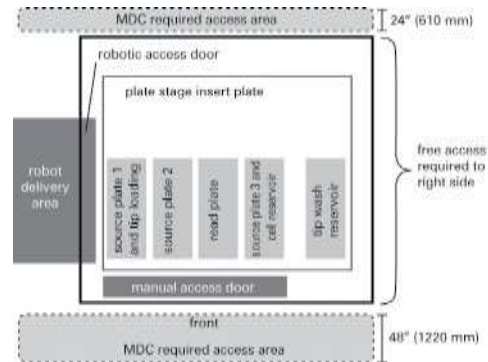 MDC required access area
24" (610 mm)
robotic access door
plate stage insert plate
robot
delivery
area
source plate 1
and tip loading
source plate 2
read plate
source plate 3 and
cell reservoir
tip wash
reservoir
free access
required to
right side
manual access door
front
MDC required access area
48" (1220 mm)